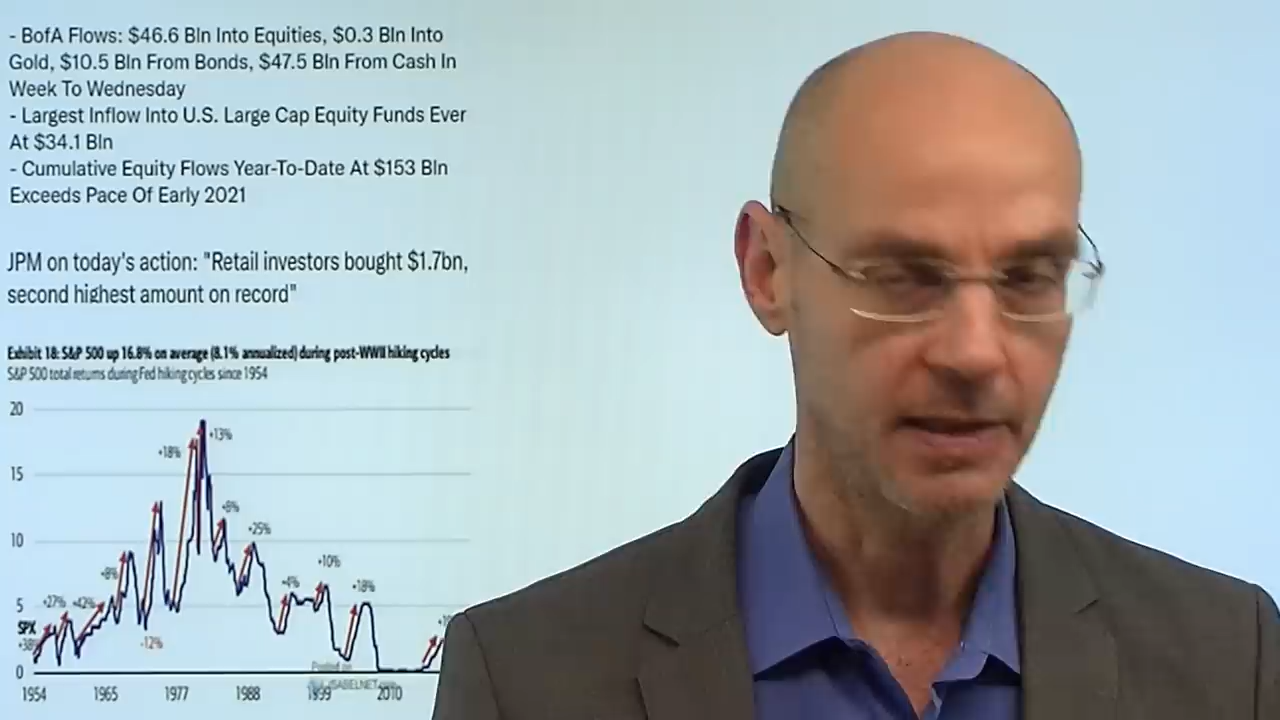 - BofA Flows: $46.6 Bln Into Equities, $0.3 Bln Into
Gold, $10.5 Bln From Bonds, $47.5 Bln From Cash In
Week To Wednesday
- Largest Inflow Into U.S. Large Cap Equity Funds Ever
At $34.1 Bln
- Cumulative Equity Flows Year-To-Date At $153 Bln
Exceeds Pace Of Early 2021
JPM on today's action: "Retail investors bought $1.7bn,
second highest amount on record"
Exhibit 18: S&P 500 up 16.8% on average (8.1% annualized) during post-WWII hiking cycles
S&P 500 total returns during Fed hiking cycles since 1954
20
+13%
+18%
15
+8%
+25%
10
+10%
+8%
+4%
+18%
+27%
+42%
5
SPX
-12%
0
Posted on
1954 1965 1977 1988 1999 2010